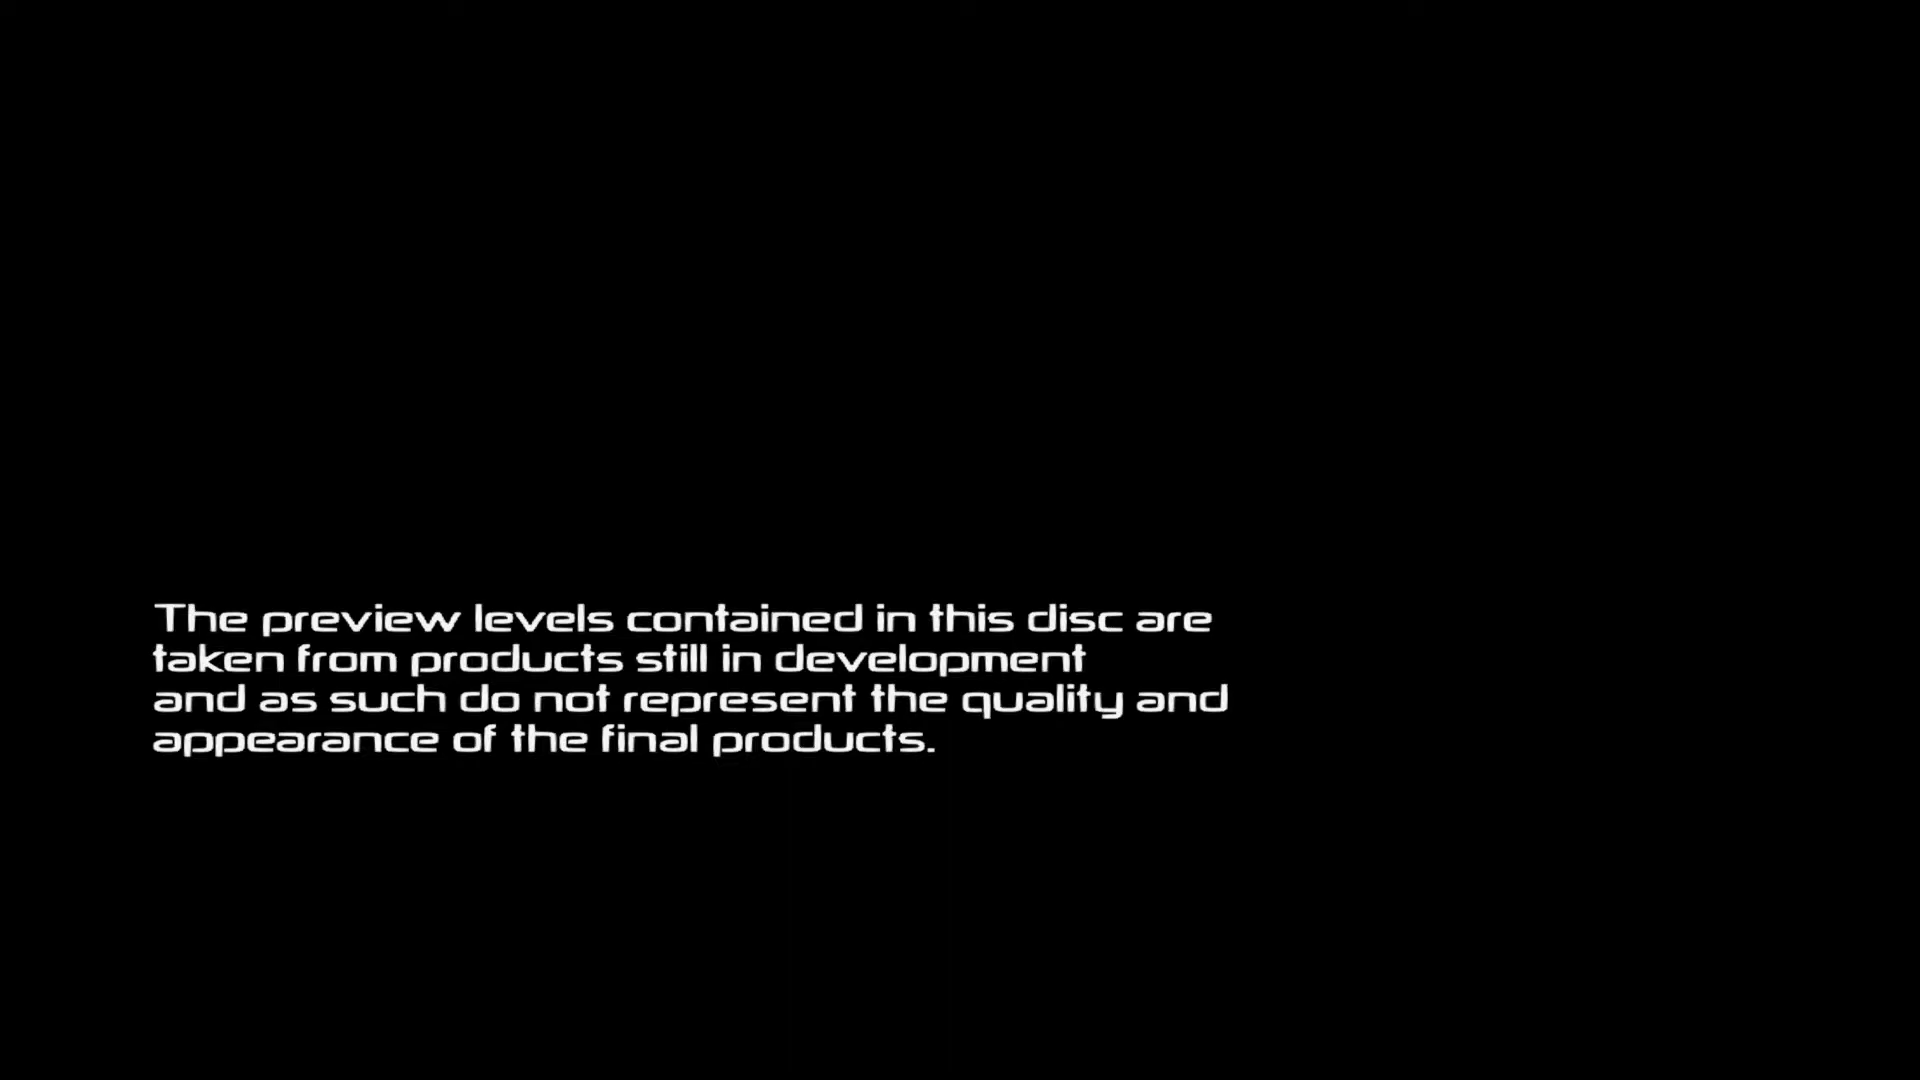 The preview levels contained in this disc are
taken from products still in development
and as such do not represent the quality and
appearance of the final products.